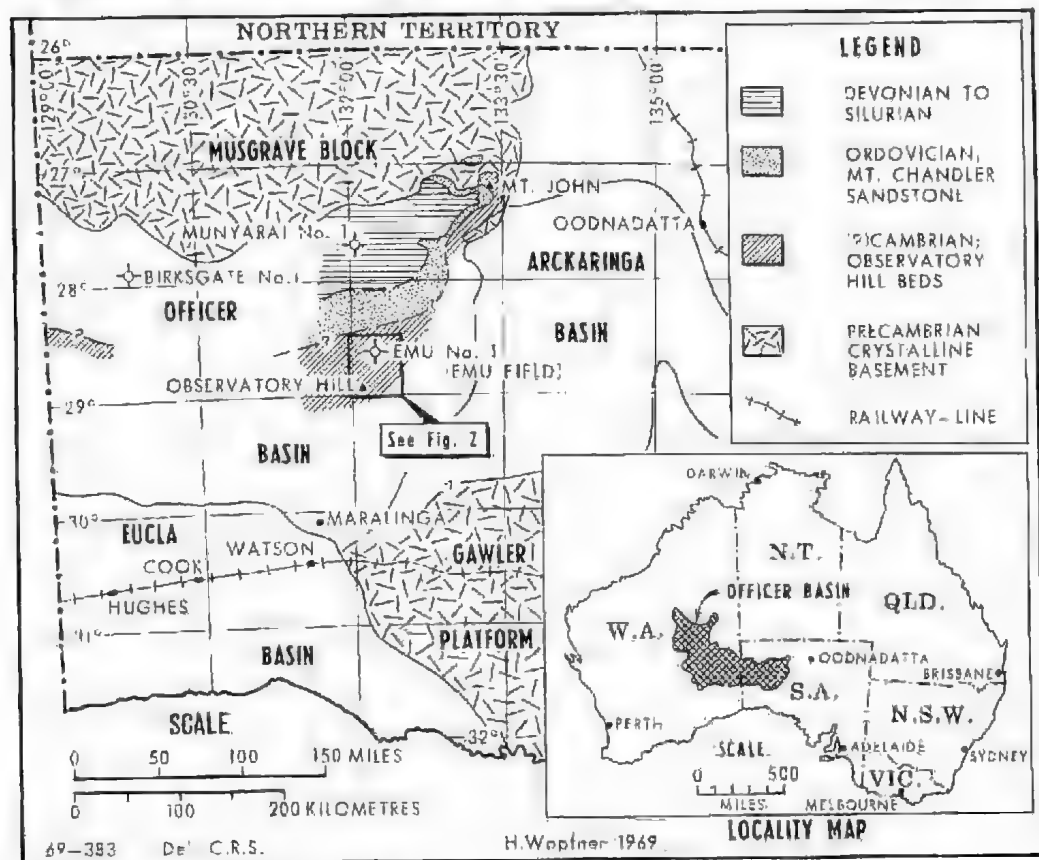 NORTHERN TERRITORY
26°
129°00'
130°30'
132°00'
133°30'
135°00'
MUSGRAVE BLOCK
27°
MT. JOHN
OODNADATTA
MUNYARAI No. 1
BIRKSGATE No. 1
28°
ARCKARINGA
OFFICER
BASIN
?
?
EMU No. 1
(EMU FIELD)
OBSERVATORY HILL
29°
See Fig. 2
BASIN
30°
MARALINGA
EUCLA
WATSON
COOK
GAWLER
HUGHES
31°
PLATFORM
BASIN
32°
SCALE
0 50 150 MILES
0 100 200 KILOMETRES
69-383 De' C.R.S. H.Wopfner 1969
LEGEND
DEVONIAN TO
SILURIAN
ORDOVICIAN;
MT. CHANDLER
SANDSTONE
?CAMBRIAN;
OBSERVATORY
HILL BEDS
PRECAMBRIAN
CRYSTALLINE
BASEMENT
RAILWAY-LINE
DARWIN
N.T.
OFFICER BASIN
QLD.
W.A.
OODNADATTA
BRISBANE
S.A.
N.S.W.
PERTH
SCALE
ADELAIDE
SYDNEY
0 500
VIC.
MILES
MELBOURNE
LOCALITY MAP